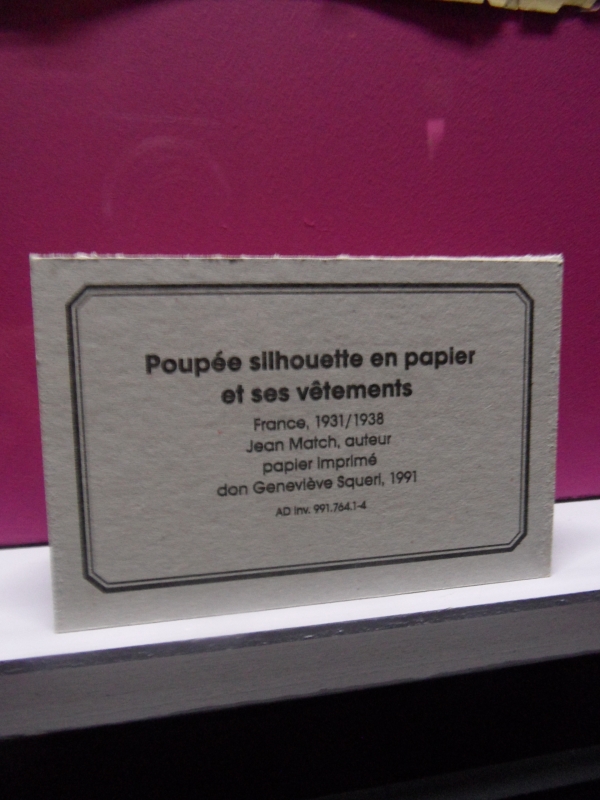 Poupée silhouette en papier
et ses vêtements
France, 1931/1938
Jean Match, auteur
papier imprimé
don Geneviève Squeri, 1991
AD inv. 991.764.1-4